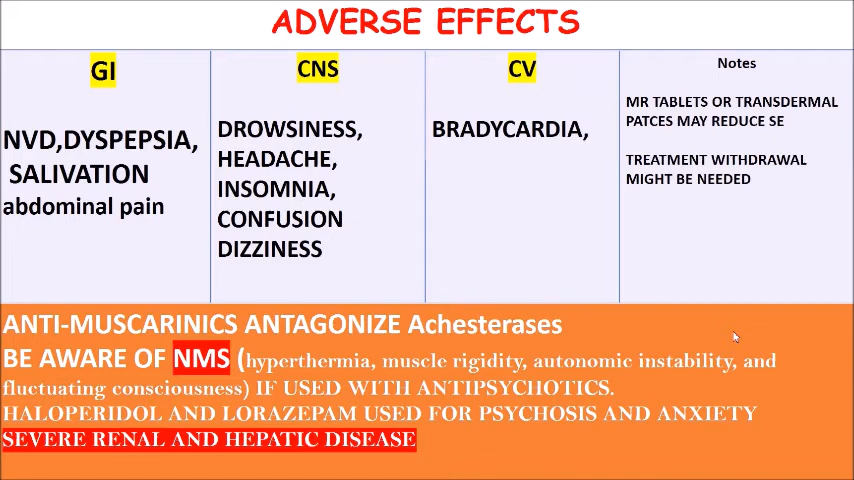 ADVERSE EFFECTS
GI
NVD,DYSPEPSIA,
SALIVATION
abdominal pain
CNS
DROWSINESS,
HEADACHE,
INSOMNIA,
CONFUSION
DIZZINESS
CV
BRADYCARDIA,
Notes
MR TABLETS OR TRANSDERMAL
PATCES MAY REDUCE SE
TREATMENT WITHDRAWAL
MIGHT BE NEEDED
ANTI-MUSCARINICS ANTAGONIZE Achesterases
BE AWARE OF NMS (hyperthermia, muscle rigidity, autonomic instability, and
fluctuating consciousness) IF USED WITH ANTIPSYCHOTICS.
HALOPERIDOL AND LORAZEPAM USED FOR PSYCHOSIS AND ANXIETY
SEVERE RENAL AND HEPATIC DISEASE